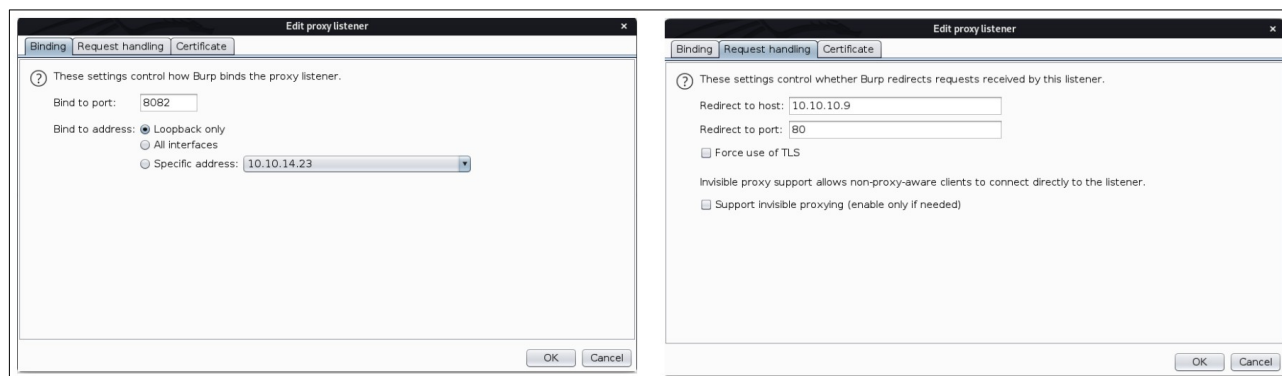 Edit proxy listener
×
Binding Request handling Certificate
? These settings control how Burp binds the proxy listener.
Bind to port: 8082
Bind to address: Loopback only
All interfaces
Specific address: 10.10.14.23
OK Cancel
Edit proxy listener
×
Binding Request handling Certificate
? These settings control whether Burp redirects requests received by this listener.
Redirect to host: 10.10.10.9
Redirect to port: 80
Force use of TLS
Invisible proxy support allows non-proxy-aware clients to connect directly to the listener.
Support invisible proxying (enable only if needed)
OK Cancel